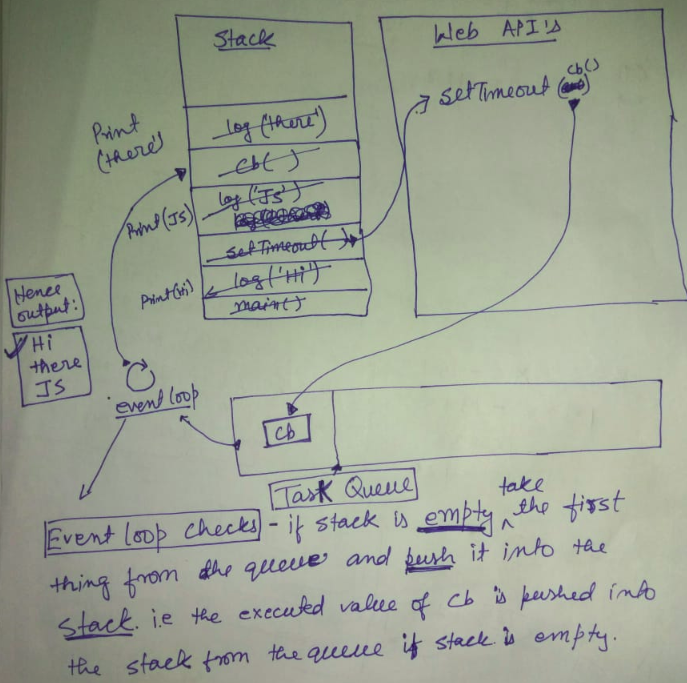 Stack
Web API's
cb()
setTimeout (
log('there')
cb( )
log('JS')
setTimeout( )
log('Hi')
main()
Print
(there)
Print(JS)
Print(Hi)
Hence
output:
Hi
there
JS
event loop
Cb
Task Queue
Event loop checks - if stack is empty take the first
thing from the queue and push it into the
stack. i.e the executed value of cb is pushed into
the stack from the queue if stack is empty.